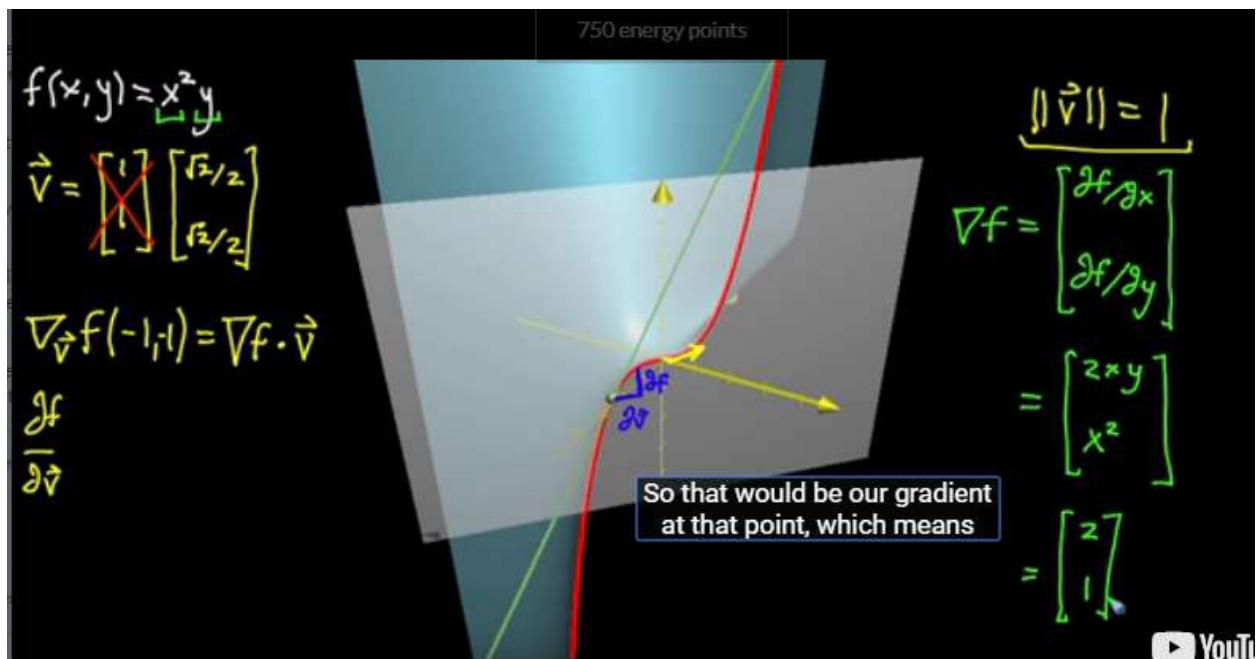 750 energy points
f(x,y)=x²y
v⃗ = [1 1] [√2/2 √2/2]
∇v⃗ f(-1,-1)=∇f·v⃗
∂f/∂v⃗
∂f
∂v⃗
So that would be our gradient
at that point, which means
||v⃗|| = 1
∇f = [∂f/∂x ∂f/∂y]
= [2xy x²]
= [2 1]
YouTu